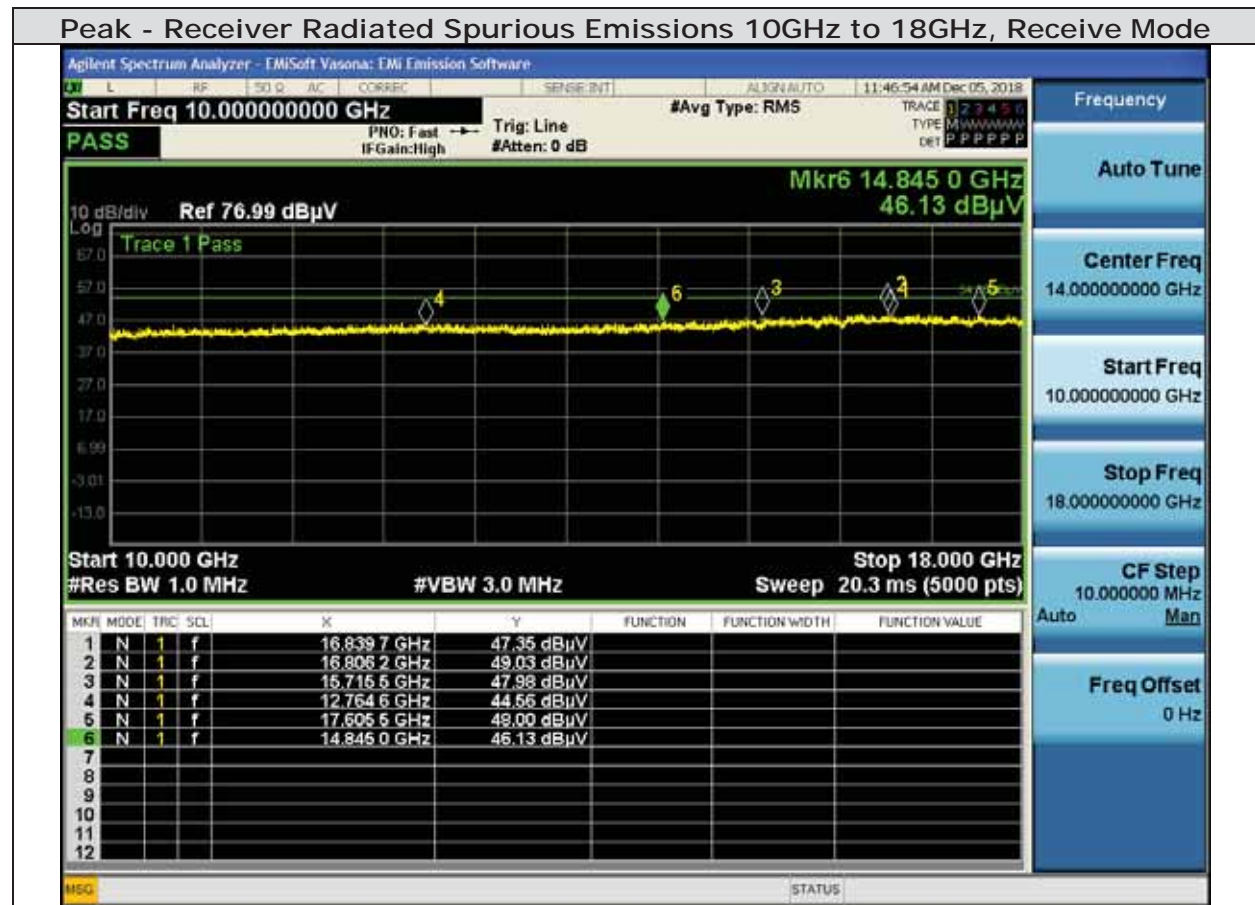 Peak - Receiver Radiated Spurious Emissions 10GHz to 18GHz, Receive Mode
Agilent Spectrum Analyzer - EMiSoft Vasona: EMi Emission Software
LXI L RF 50 Ω AC CORREC SENSE:INT ALIGN AUTO 11:46:54 AM Dec 05, 2018
Start Freq 10.000000000 GHz #Avg Type: RMS TRACE 1 2 3 4 5 6
PNO: Fast Trig: Line TYPE M W W W W W
PASS IFGain:High #Atten: 0 dB DET P P P P P P
Mkr6 14.845 0 GHz
46.13 dBµV
10 dB/div Ref 76.99 dBµV
Log
Trace 1 Pass
67.0
57.0
47.0
37.0
27.0
17.0
6.99
-3.01
-13.0
4 6 3 2 1 5
Start 10.000 GHz Stop 18.000 GHz
#Res BW 1.0 MHz #VBW 3.0 MHz Sweep 20.3 ms (5000 pts)
MKR MODE TRC SCL X Y FUNCTION FUNCTION WIDTH FUNCTION VALUE
1 N 1 f 16.839 7 GHz 47.35 dBµV
2 N 1 f 16.806 2 GHz 49.03 dBµV
3 N 1 f 15.715 5 GHz 47.98 dBµV
4 N 1 f 12.764 6 GHz 44.56 dBµV
5 N 1 f 17.605 5 GHz 48.00 dBµV
6 N 1 f 14.845 0 GHz 46.13 dBµV
7
8
9
10
11
12
MSG STATUS
Frequency
Auto Tune
Center Freq
14.000000000 GHz
Start Freq
10.000000000 GHz
Stop Freq
18.000000000 GHz
CF Step
10.000000 MHz
Auto Man
Freq Offset
0 Hz